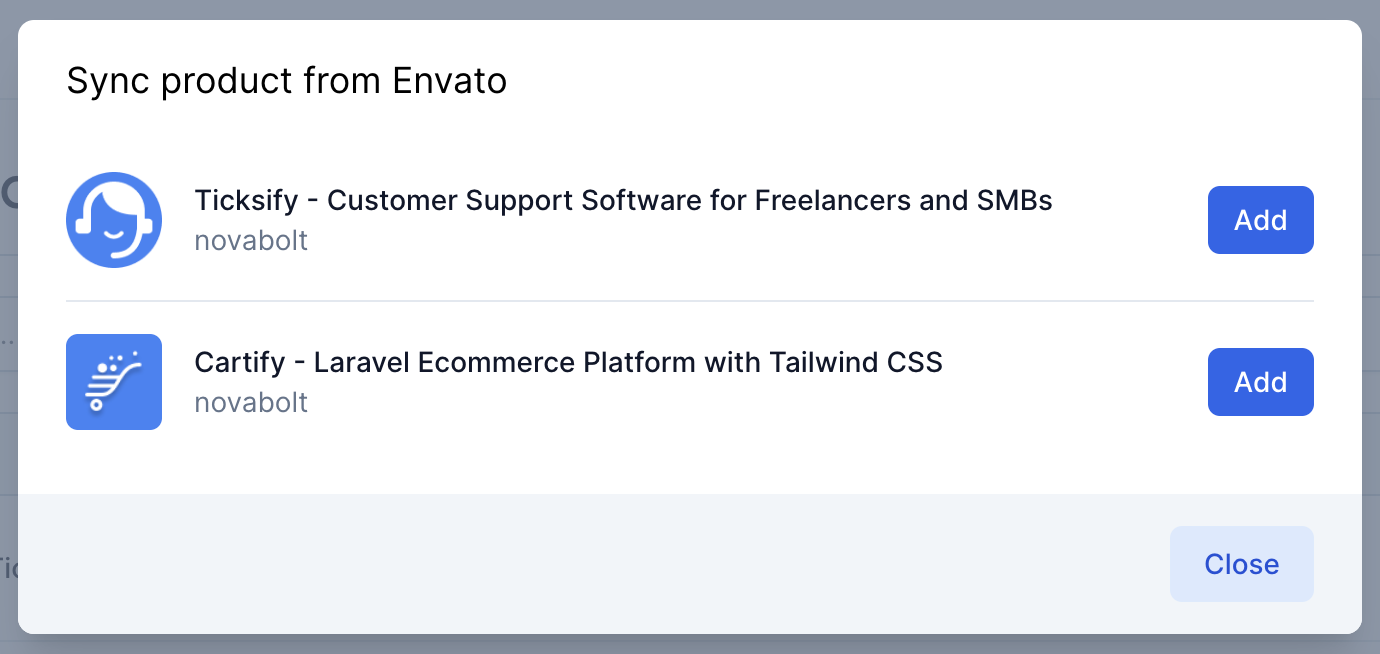 Sync product from Envato
Ticksify - Customer Support Software for Freelancers and SMBs
novabolt
Add
Cartify - Laravel Ecommerce Platform with Tailwind CSS
novabolt
Add
Close